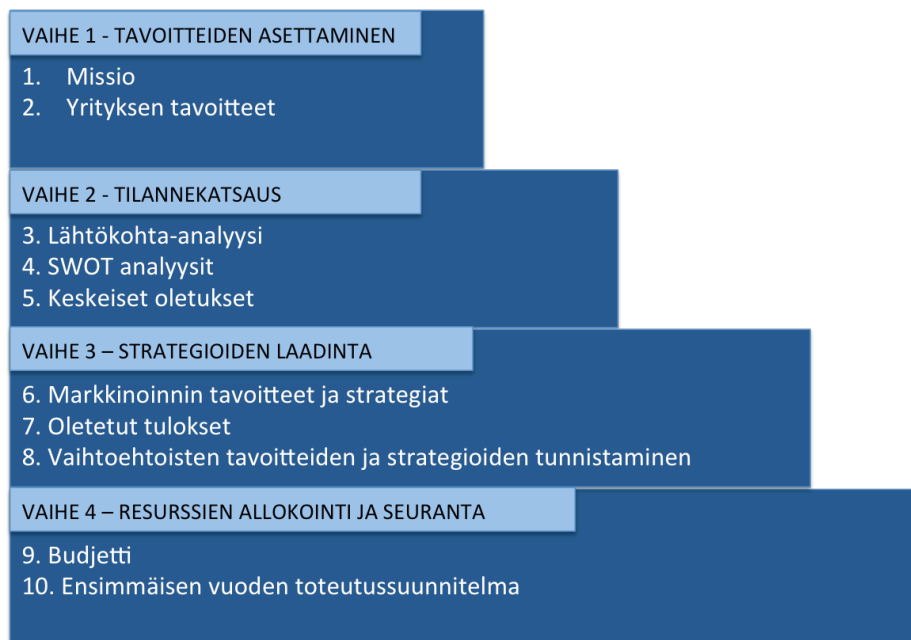 VAIHE 1 - TAVOITTEIDEN ASETTAMINEN
1. Missio
2. Yrityksen tavoitteet
VAIHE 2 - TILANNEKATSAUS
3. Lähtökohta-analyysi
4. SWOT analyysit
5. Keskeiset oletukset
VAIHE 3 – STRATEGIOIDEN LAADINTA
6. Markkinoinnin tavoitteet ja strategiat
7. Oletetut tulokset
8. Vaihtoehtoisten tavoitteiden ja strategioiden tunnistaminen
VAIHE 4 – RESURSSIEN ALLOKOINTI JA SEURANTA
9. Budjetti
10. Ensimmäisen vuoden toteutussuunnitelma